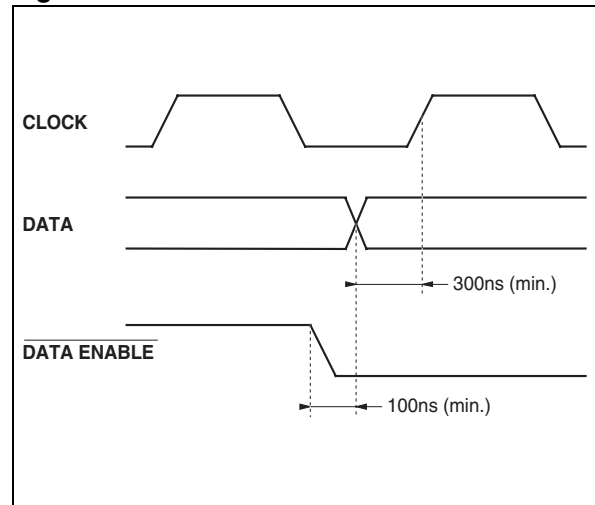 CLOCK
DATA
300ns (min.)
DATA ENABLE
100ns (min.)